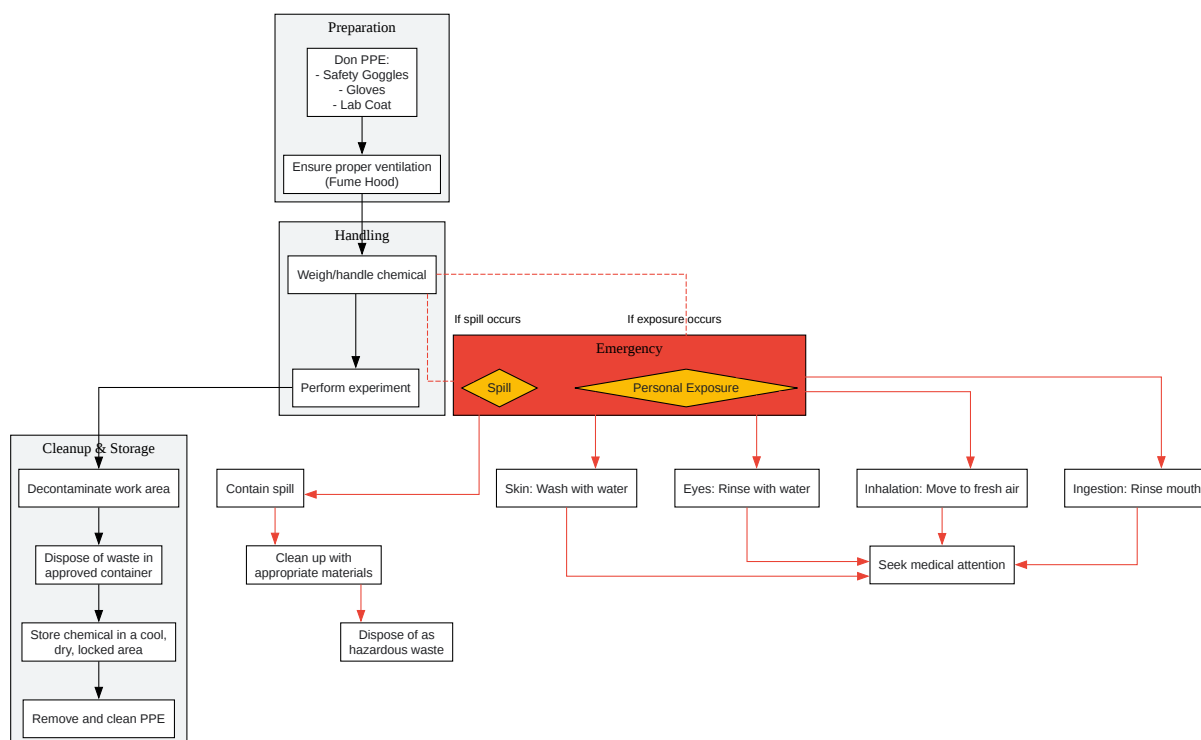 Preparation
Don PPE:
- Safety Goggles
- Gloves
- Lab Coat
Ensure proper ventilation
(Fume Hood)
Handling
Weigh/handle chemical
If spill occurs
If exposure occurs
Emergency
Perform experiment
Spill
Personal Exposure
Cleanup & Storage
Decontaminate work area
Contain spill
Skin: Wash with water
Eyes: Rinse with water
Inhalation: Move to fresh air
Ingestion: Rinse mouth
Dispose of waste in
approved container
Clean up with
appropriate materials
Seek medical attention
Store chemical in a cool,
dry, locked area
Dispose of as
hazardous waste
Remove and clean PPE